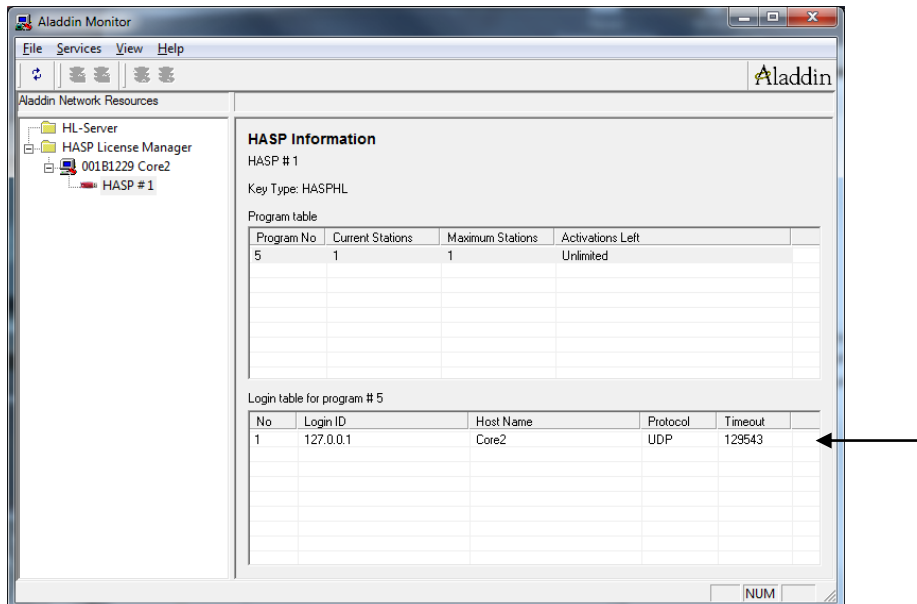 Aladdin Monitor
File Services View Help
Aladdin
Aladdin Network Resources
HL-Server
HASP License Manager
001B1229 Core2
HASP # 1
HASP Information
HASP # 1
Key Type: HASPHL
Program table
Program No Current Stations Maximum Stations Activations Left
5 1 1 Unlimited
Login table for program # 5
No Login ID Host Name Protocol Timeout
1 127.0.0.1 Core2 UDP 129543
NUM